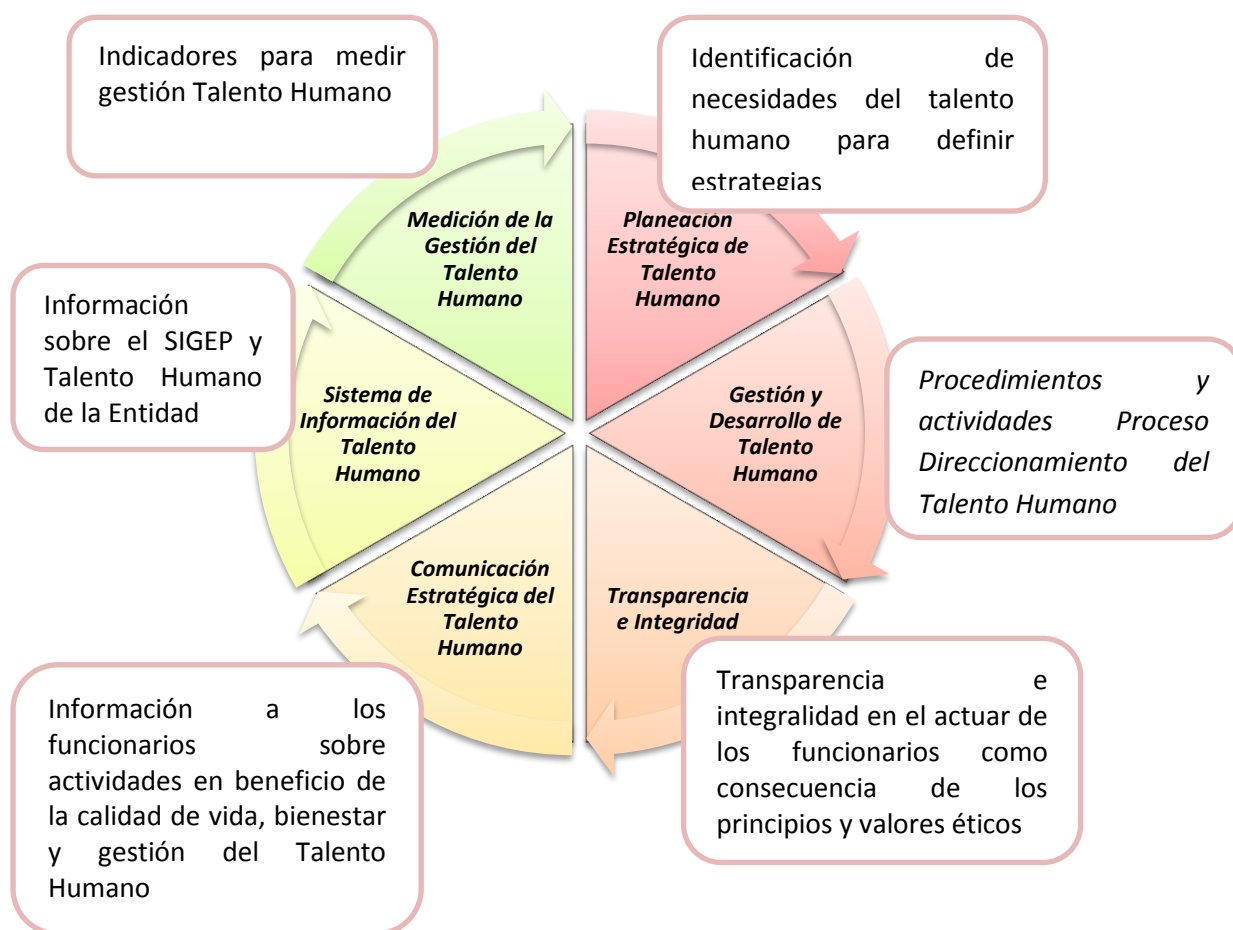 Indicadores para medir
gestión Talento Humano
Identificación de
necesidades del talento
humano para definir
estrategias
Medición de la
Gestión del
Talento
Humano
Planeación
Estratégica de
Talento
Humano
Información
sobre el SIGEP y
Talento Humano
de la Entidad
Sistema de
Información del
Talento
Humano
Gestión y
Desarrollo de
Talento
Humano
Procedimientos y
actividades Proceso
Direccionamiento del
Talento Humano
Comunicación
Estratégica del
Talento
Humano
Transparencia
e Integridad
Información a los
funcionarios sobre
actividades en beneficio de
la calidad de vida, bienestar
y gestión del Talento
Humano
Transparencia e
integralidad en el actuar de
los funcionarios como
consecuencia de los
principios y valores éticos